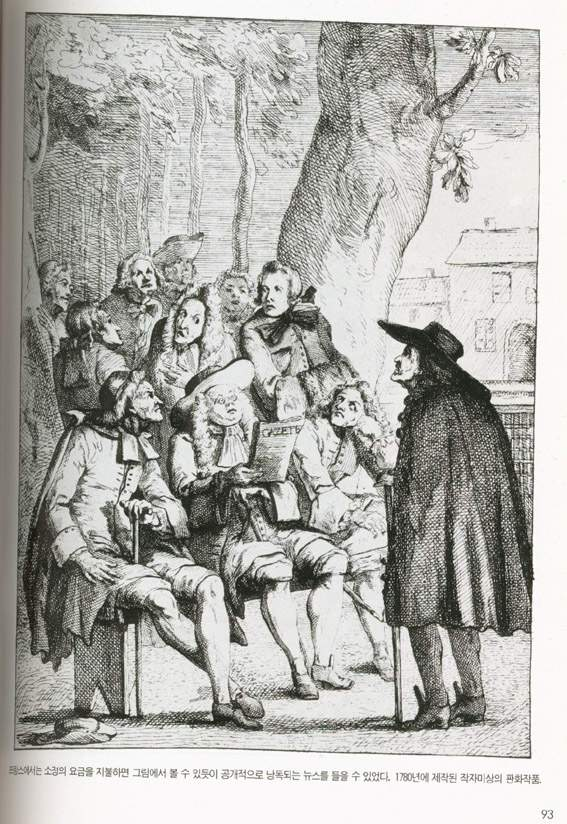 GAZETE
프랑스에서는 소정의 요금을 지불하면 그림에서 볼 수 있듯이 공개적으로 낭독되는 뉴스를 들을 수 있었다. 1780년에 제작된 작자미상의 판화작품.
93